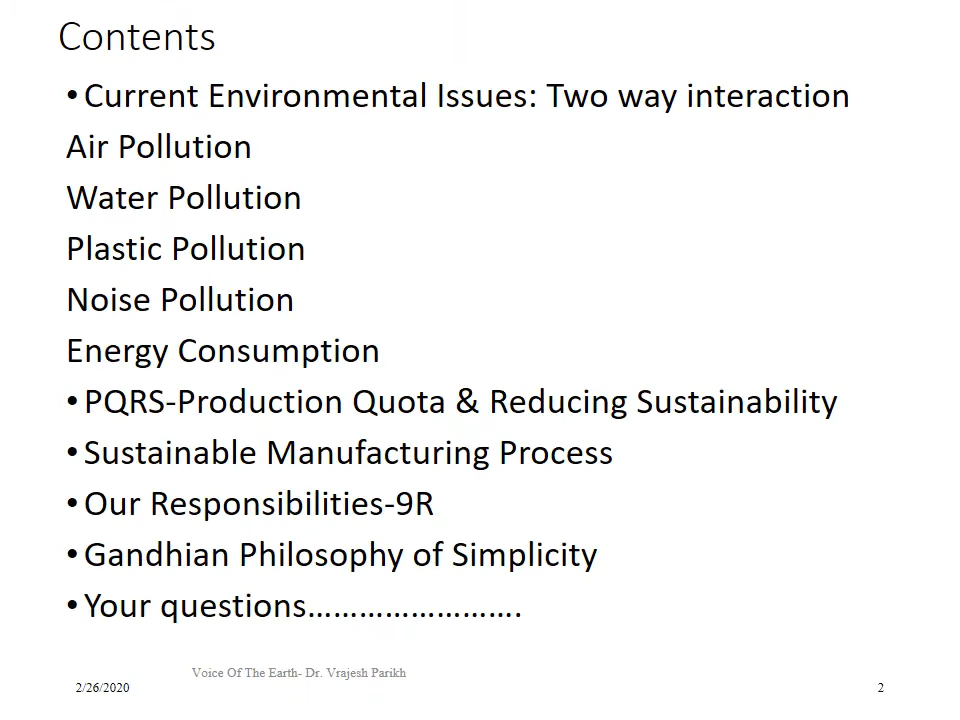 Contents
• Current Environmental Issues: Two way interaction
Air Pollution
Water Pollution
Plastic Pollution
Noise Pollution
Energy Consumption
• PQRS-Production Quota & Reducing Sustainability
• Sustainable Manufacturing Process
• Our Responsibilities-9R
• Gandhian Philosophy of Simplicity
• Your questions…………………….
Voice Of The Earth- Dr. Vrajesh Parikh
2/26/2020
2